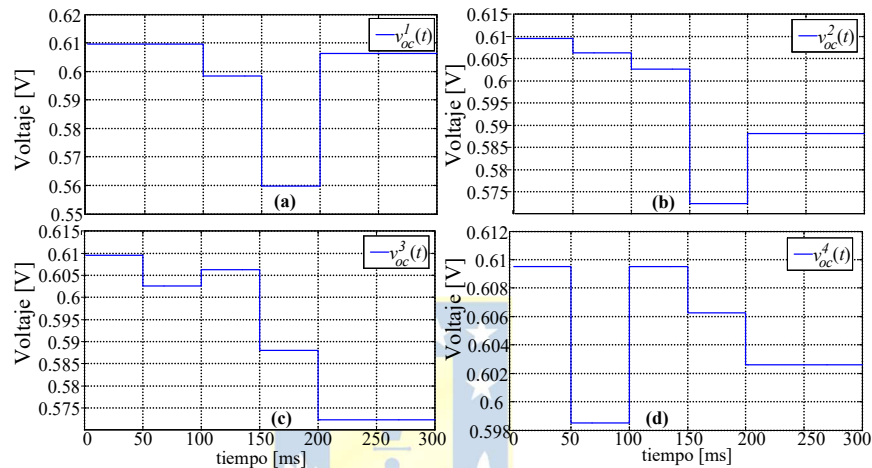 Voltaje [V]
0.61
0.6
0.59
0.58
0.57
0.56
0.55
v_oc^1(t)
(a)
Voltaje [V]
0.615
0.61
0.605
0.6
0.595
0.59
0.585
0.58
0.575
v_oc^2(t)
(b)
Voltaje [V]
0.61
0.605
0.6
0.595
0.59
0.585
0.58
0.575
v_oc^3(t)
(c)
0 50 100 150 200 250 300
tiempo [ms]
Voltaje [V]
0.612
0.61
0.608
0.606
0.604
0.602
0.6
0.598
v_oc^4(t)
(d)
0 50 100 150 200 250 300
tiempo [ms]